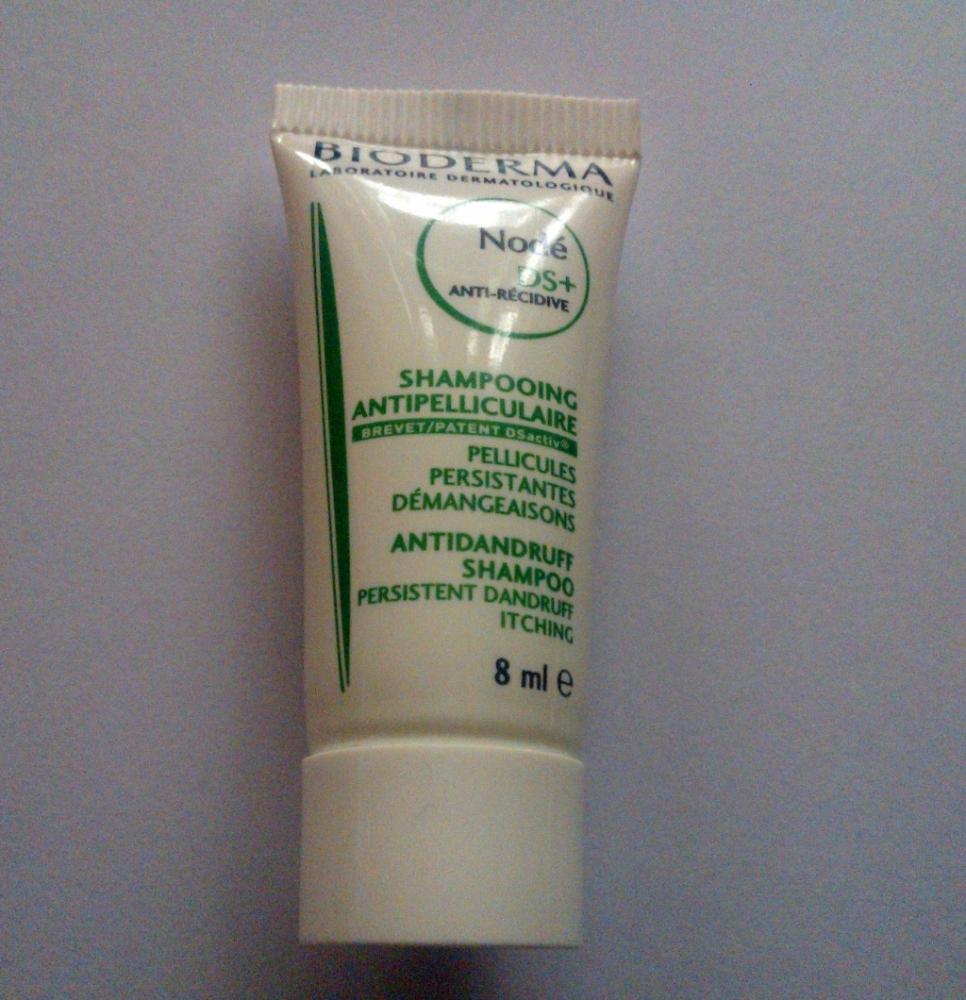 BIODERMA
LABORATOIRE DERMATOLOGIQUE
Nodé
DS+
ANTI-RÉCIDIVE
SHAMPOOING
ANTIPELLICULAIRE
BREVET/PATENT DSactiv®
PELLICULES
PERSISTANTES
DÉMANGEAISONS
ANTIDANDRUFF
SHAMPOO
PERSISTENT DANDRUFF
ITCHING
8 ml ℮